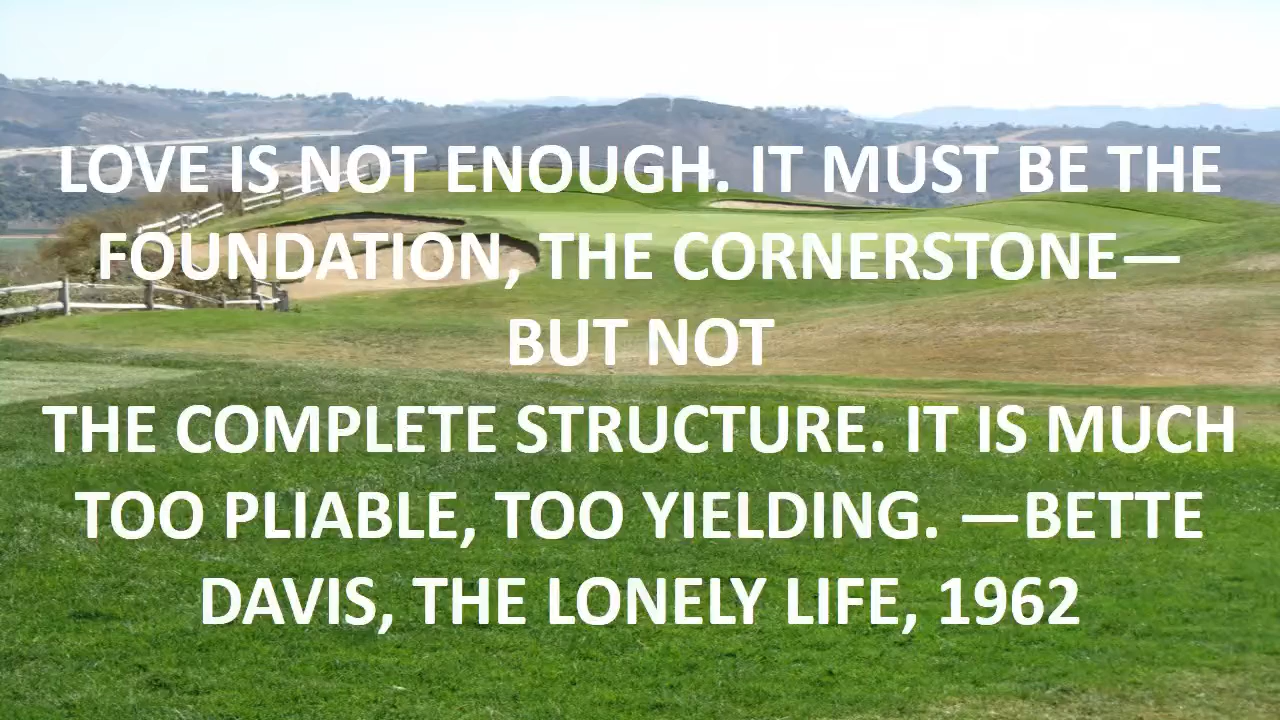 LOVE IS NOT ENOUGH. IT MUST BE THE
FOUNDATION, THE CORNERSTONE—
BUT NOT
THE COMPLETE STRUCTURE. IT IS MUCH
TOO PLIABLE, TOO YIELDING. —BETTE
DAVIS, THE LONELY LIFE, 1962